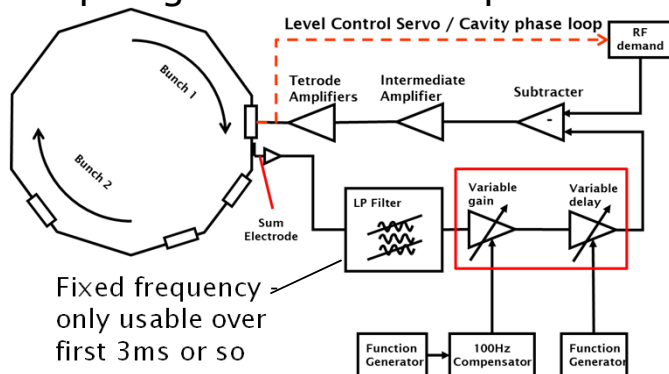 Level Control Servo / Cavity phase loop
RF
demand
Bunch 1
Tetrode
Amplifiers
Intermediate
Amplifier
Subtracter
-
Bunch 2
Sum
Electrode
LP Filter
Variable
gain
Variable
delay
Fixed frequency -
only usable over
first 3ms or so
Function
Generator
100Hz
Compensator
Function
Generator